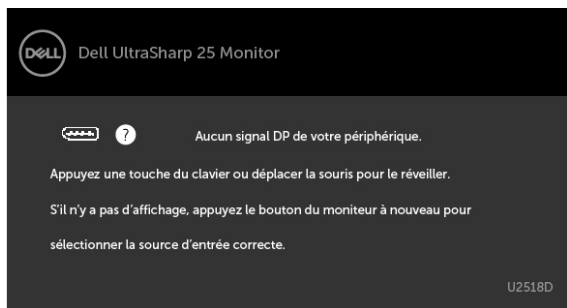 DELL Dell UltraSharp 25 Monitor
? Aucun signal DP de votre périphérique.
Appuyez une touche du clavier ou déplacer la souris pour le réveiller.
S'il n'y a pas d'affichage, appuyez le bouton du moniteur à nouveau pour
sélectionner la source d'entrée correcte.
U2518D